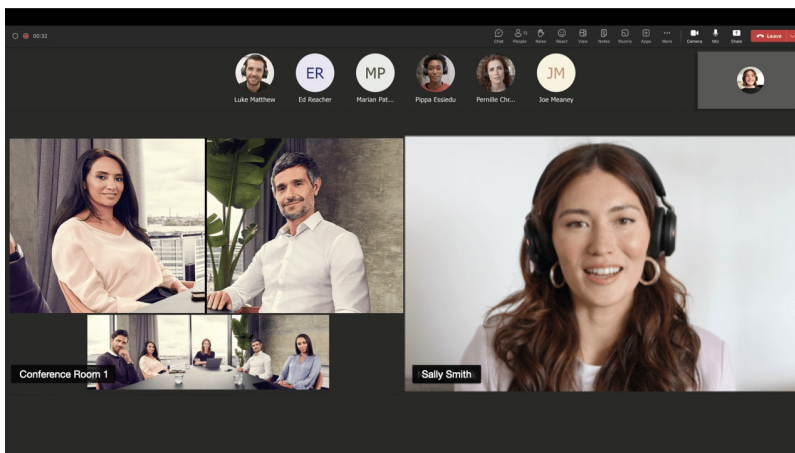 00:32
Chat People 13 Raise React View Notes Rooms Apps More Camera Mic Share Leave
ER MP JM
Luke Matthew Ed Reacher Marian Pat... Pippa Essiedu Pernille Chr... Joe Meaney
Conference Room 1 Sally Smith